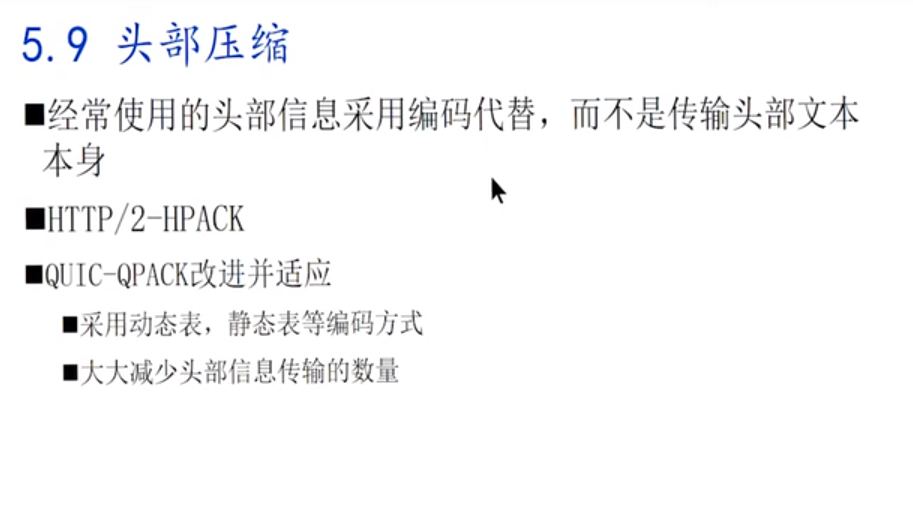 5.9 头部压缩
■经常使用的头部信息采用编码代替，而不是传输头部文本
本身
■HTTP/2-HPACK
■QUIC-QPACK改进并适应
■采用动态表，静态表等编码方式
■大大减少头部信息传输的数量